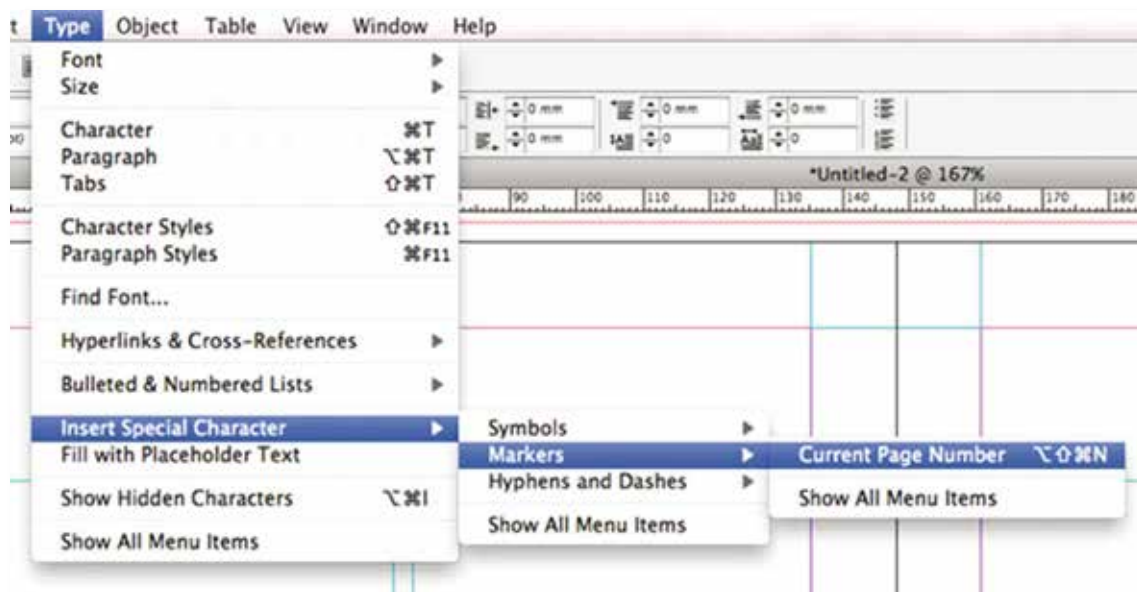 t Type Object Table View Window Help
Font
Size
0 mm 0 mm 0 mm
Character ⌘T
0 mm 0 0
Paragraph ⌥⌘T
*Untitled-2 @ 167%
Tabs ⇧⌘T
90 100 110 120 130 140 150 160 170 180
Character Styles ⇧⌘F11
Paragraph Styles ⌘F11
Find Font...
Hyperlinks & Cross-References
Bulleted & Numbered Lists
Insert Special Character
Fill with Placeholder Text
Show Hidden Characters ⌥⌘I
Show All Menu Items
Symbols
Markers
Hyphens and Dashes
Show All Menu Items
Current Page Number ⌥⇧⌘N
Show All Menu Items